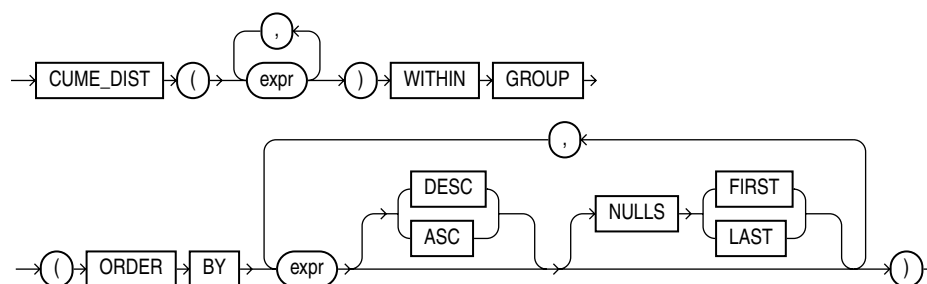 ,
CUME_DIST ( expr ) WITHIN GROUP
,
DESC FIRST
NULLS
ASC LAST
( ORDER BY expr )